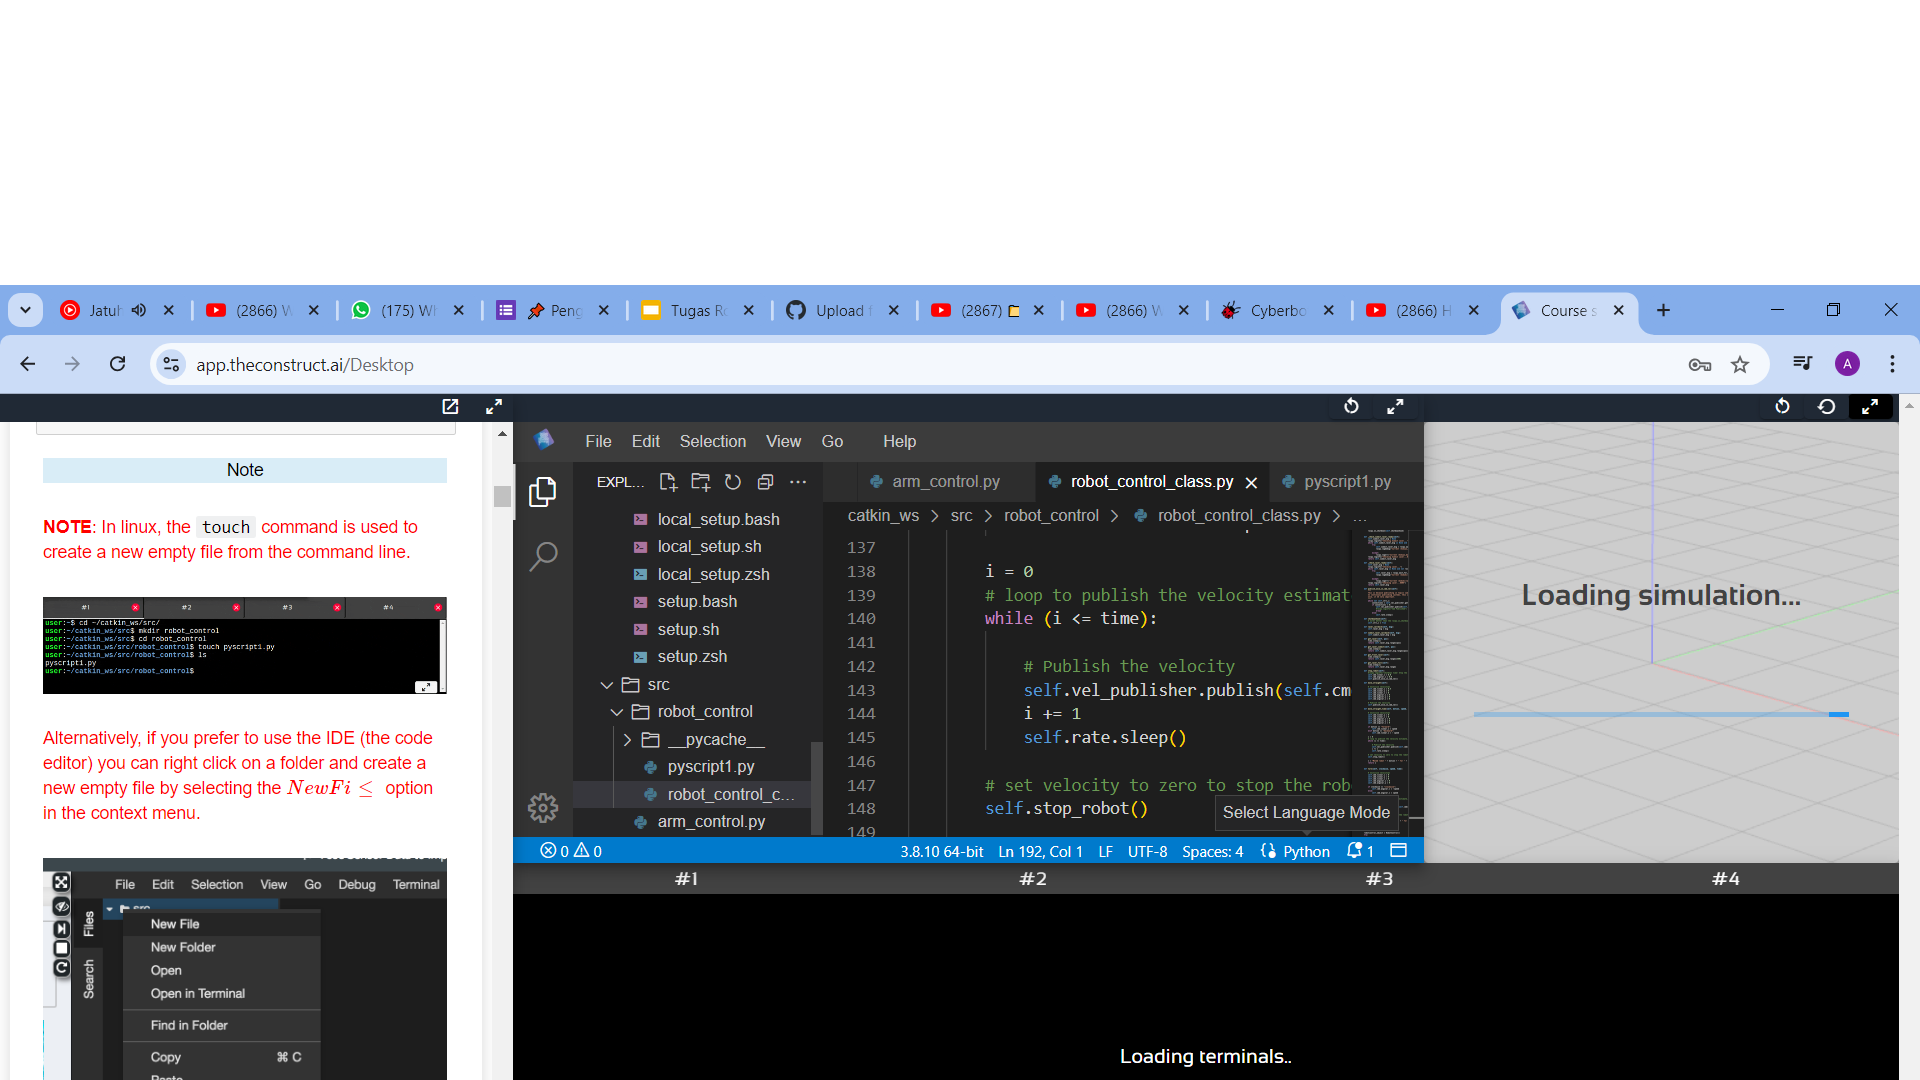 Jatuh
(2866) W
(175) Wh
Peng
Tugas Ro
Upload f
(2867)
(2866) W
Cyberbo
(2866) H
Course s
app.theconstruct.ai/Desktop
A
Note
NOTE: In linux, the touch command is used to
create a new empty file from the command line.
#1 #2 #3 #4
user:~$ cd ~/catkin_ws/src/
user:~/catkin_ws/src$ mkdir robot_control
user:~/catkin_ws/src$ cd robot_control
user:~/catkin_ws/src/robot_control$ touch pyscript1.py
user:~/catkin_ws/src/robot_control$ ls
pyscript1.py
user:~/catkin_ws/src/robot_control$
Alternatively, if you prefer to use the IDE (the code
editor) you can right click on a folder and create a
new empty file by selecting the NewFi ≤ option
in the context menu.
File Edit Selection View Go Debug Terminal
Files
Search
src
New File
New Folder
Open
Open in Terminal
Find in Folder
Copy ⌘ C
Paste
File Edit Selection View Go Help
EXPL...
local_setup.bash
local_setup.sh
local_setup.zsh
setup.bash
setup.sh
setup.zsh
src
robot_control
__pycache__
pyscript1.py
robot_control_c...
arm_control.py
arm_control.py
robot_control_class.py
pyscript1.py
catkin_ws > src > robot_control > robot_control_class.py > ...
137
138 i = 0
139 # loop to publish the velocity estimat
140 while (i <= time):
141
142 # Publish the velocity
143 self.vel_publisher.publish(self.cm
144 i += 1
145 self.rate.sleep()
146
147 # set velocity to zero to stop the rob
148 self.stop_robot()
149
Select Language Mode
0 0
3.8.10 64-bit Ln 192, Col 1 LF UTF-8 Spaces: 4 Python 1
Loading simulation...
#1 #2 #3 #4
Loading terminals..